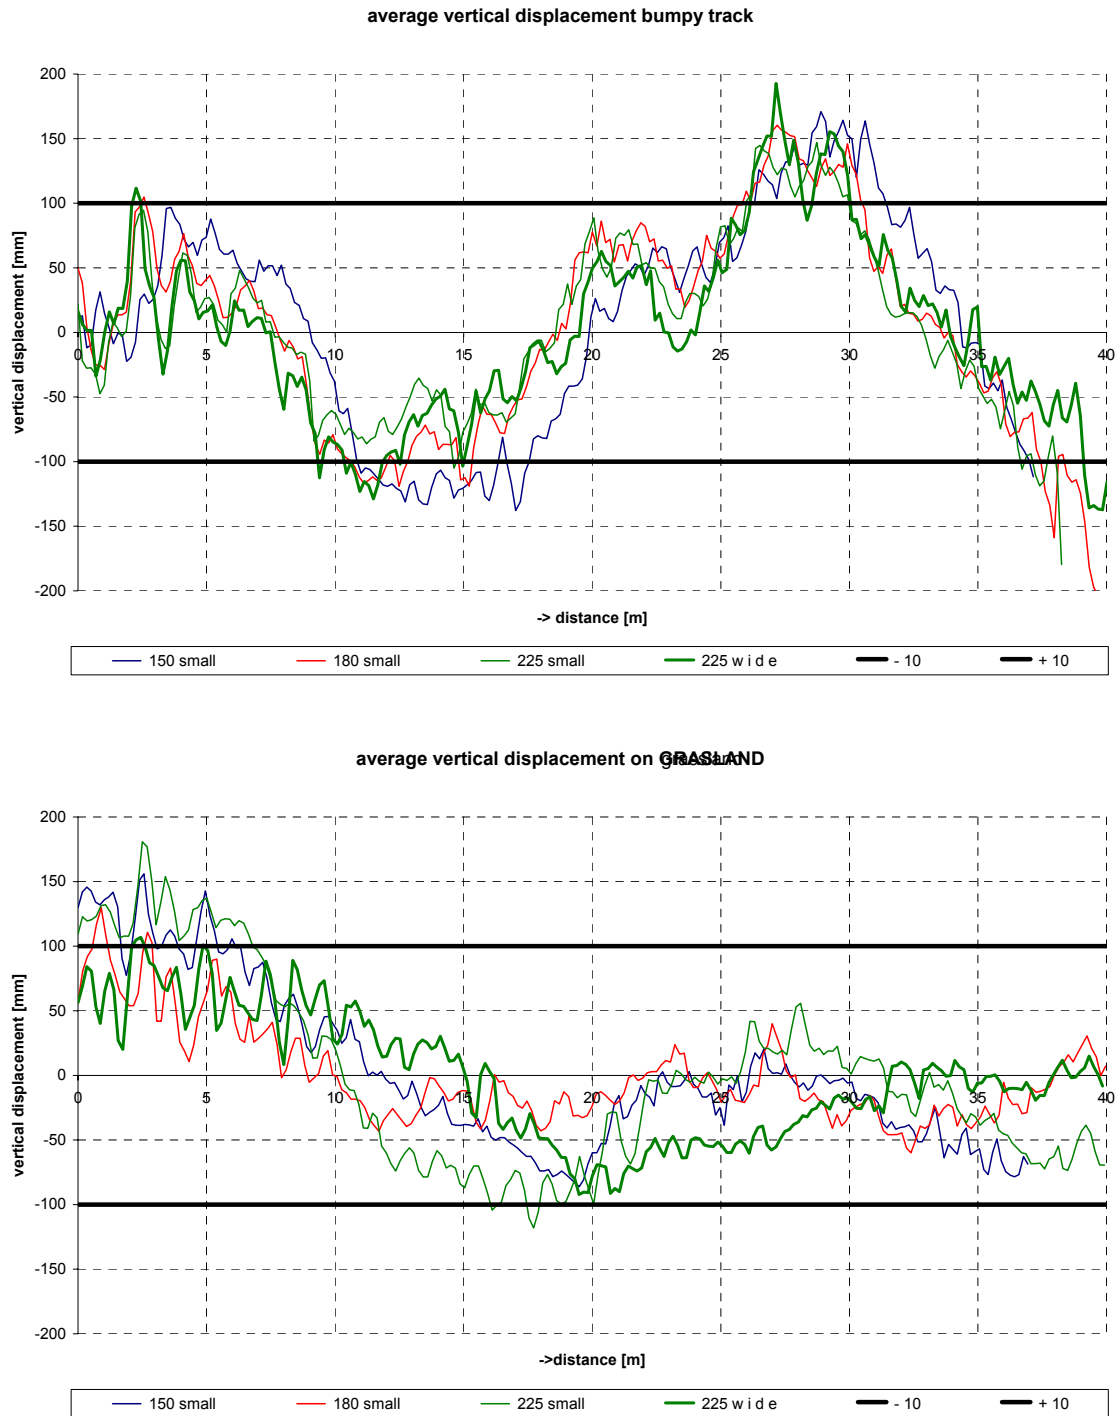 average vertical displacement bumpy track
200
150
100
50
0
-50
-100
-150
-200
0 5 10 15 20 25 30 35 40
vertical displacement [mm]
-> distance [m]
150 small 180 small 225 small 225 w i d e - 10 + 10
average vertical displacement on GRASLAND
grassland
200
150
100
50
0
-50
-100
-150
-200
0 5 10 15 20 25 30 35 40
vertical displacement [mm]
->distance [m]
150 small 180 small 225 small 225 w i d e - 10 + 10